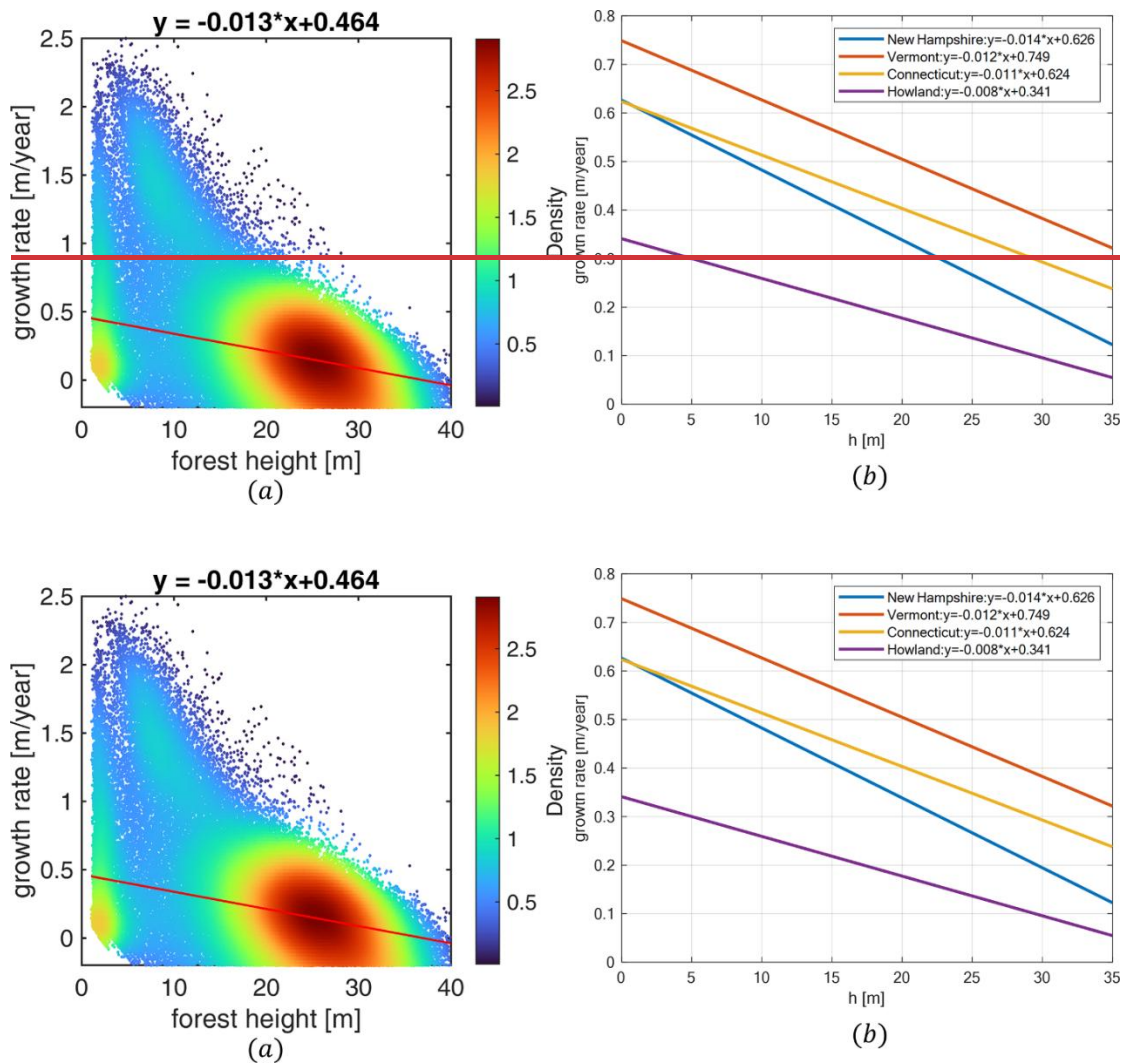 y = -0.013*x+0.464
growth rate [m/year]
2.5
2
1.5
1
0.5
0
0 10 20 30 40
forest height [m]
(a)
2.5
2
1.5
1
0.5
Density
grown rate [m/year]
0.8
0.7
0.6
0.5
0.4
0.3
0.2
0.1
0
New Hampshire:y=-0.014*x+0.626
Vermont:y=-0.012*x+0.749
Connecticut:y=-0.011*x+0.624
Howland:y=-0.008*x+0.341
0 5 10 15 20 25 30 35
h [m]
(b)
y = -0.013*x+0.464
growth rate [m/year]
2.5
2
1.5
1
0.5
0
0 10 20 30 40
forest height [m]
(a)
2.5
2
1.5
1
0.5
Density
grown rate [m/year]
0.8
0.7
0.6
0.5
0.4
0.3
0.2
0.1
0
New Hampshire:y=-0.014*x+0.626
Vermont:y=-0.012*x+0.749
Connecticut:y=-0.011*x+0.624
Howland:y=-0.008*x+0.341
0 5 10 15 20 25 30 35
h [m]
(b)